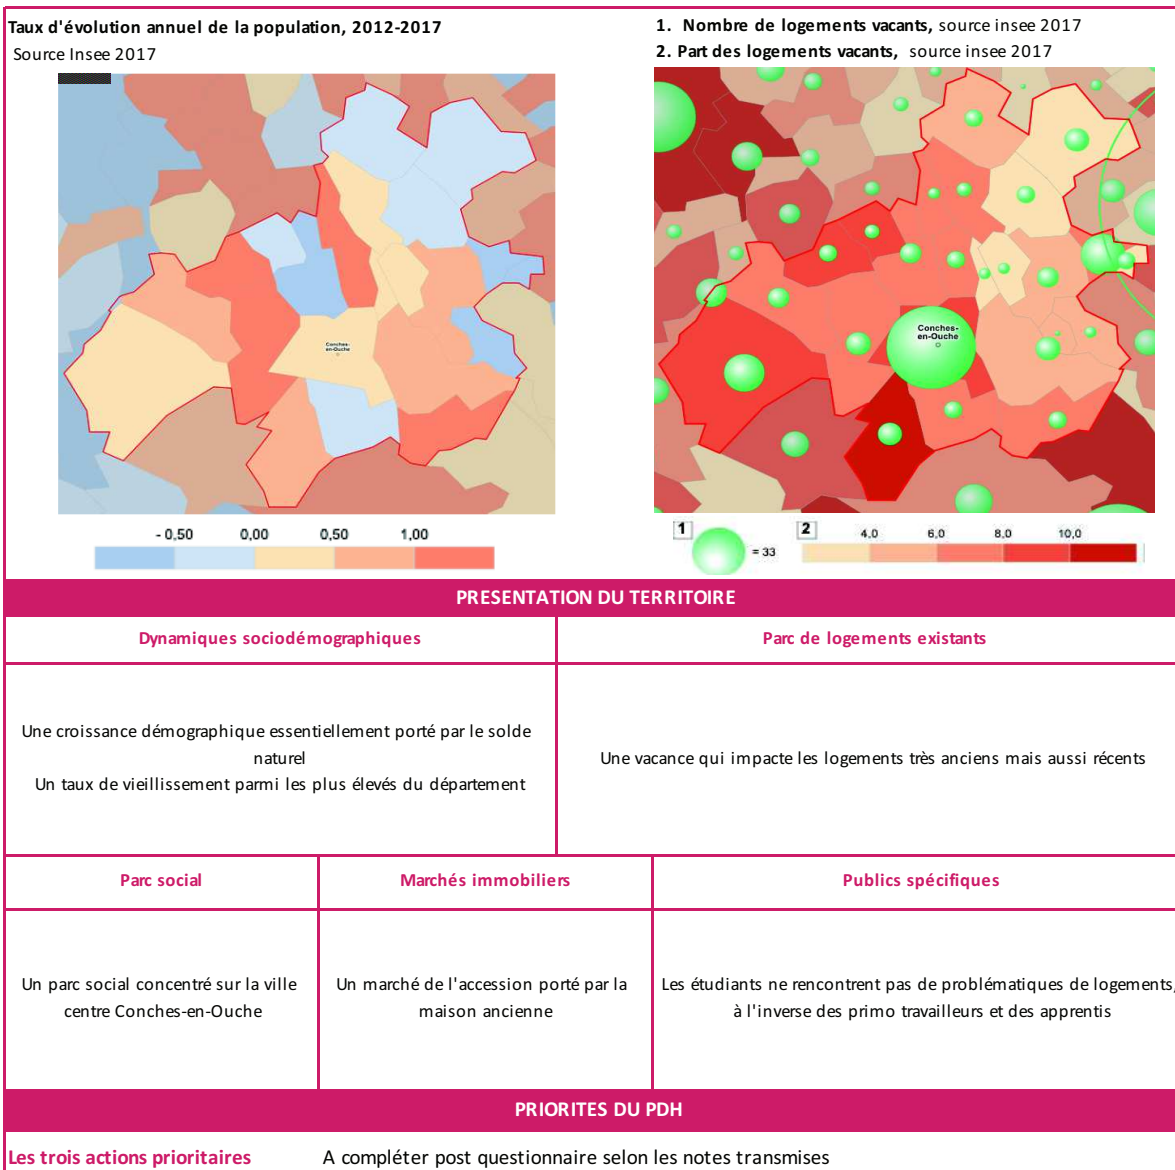 Taux d'évolution annuel de la population, 2012-2017
Source Insee 2017
1. Nombre de logements vacants, source insee 2017
2. Part des logements vacants, source insee 2017
Conches-
en-Ouche
- 0,50 0,00 0,50 1,00
Conches-
en-Ouche
1 = 33
2 4,0 6,0 8,0 10,0
PRESENTATION DU TERRITOIRE
Dynamiques sociodémographiques
Parc de logements existants
Une croissance démographique essentiellement porté par le solde
naturel
Un taux de vieillissement parmi les plus élevés du département
Une vacance qui impacte les logements très anciens mais aussi récents
Parc social
Marchés immobiliers
Publics spécifiques
Un parc social concentré sur la ville
centre Conches-en-Ouche
Un marché de l'accession porté par la
maison ancienne
Les étudiants ne rencontrent pas de problématiques de logements,
à l'inverse des primo travailleurs et des apprentis
PRIORITES DU PDH
Les trois actions prioritaires A compléter post questionnaire selon les notes transmises